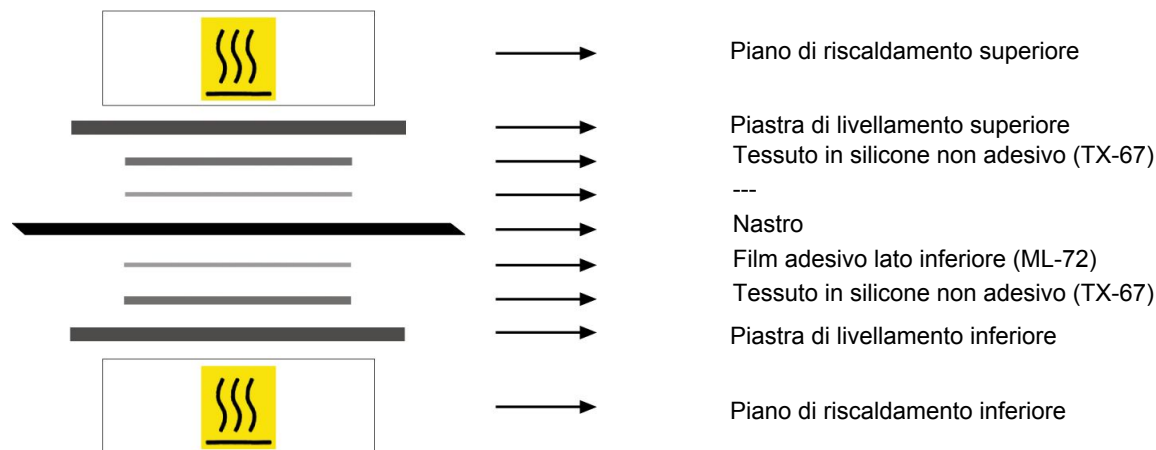 Piano di riscaldamento superiore
Piastra di livellamento superiore
Tessuto in silicone non adesivo (TX-67)
---
Nastro
Film adesivo lato inferiore (ML-72)
Tessuto in silicone non adesivo (TX-67)
Piastra di livellamento inferiore
Piano di riscaldamento inferiore